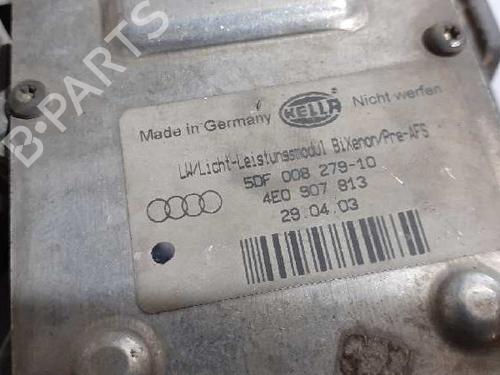 B-PARTS
Made in Germany HELLA Nicht werfen
LW/Licht-Leistungsmodul BiXenon/Pre-AFS
5DF 008 279-10
4E0 907 813
29.04.03